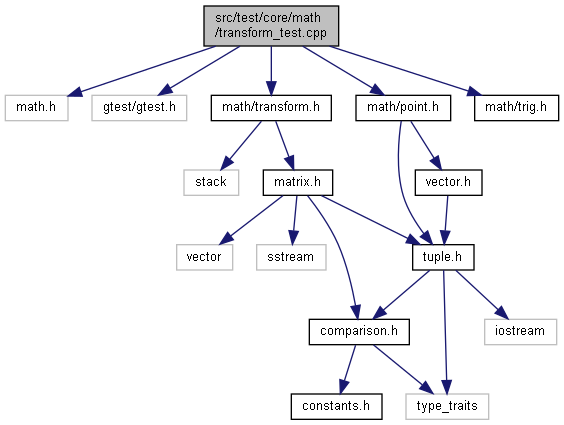 src/test/core/math
/transform_test.cpp
math.h
gtest/gtest.h
math/transform.h
math/point.h
math/trig.h
stack
matrix.h
vector.h
vector
sstream
tuple.h
comparison.h
iostream
constants.h
type_traits